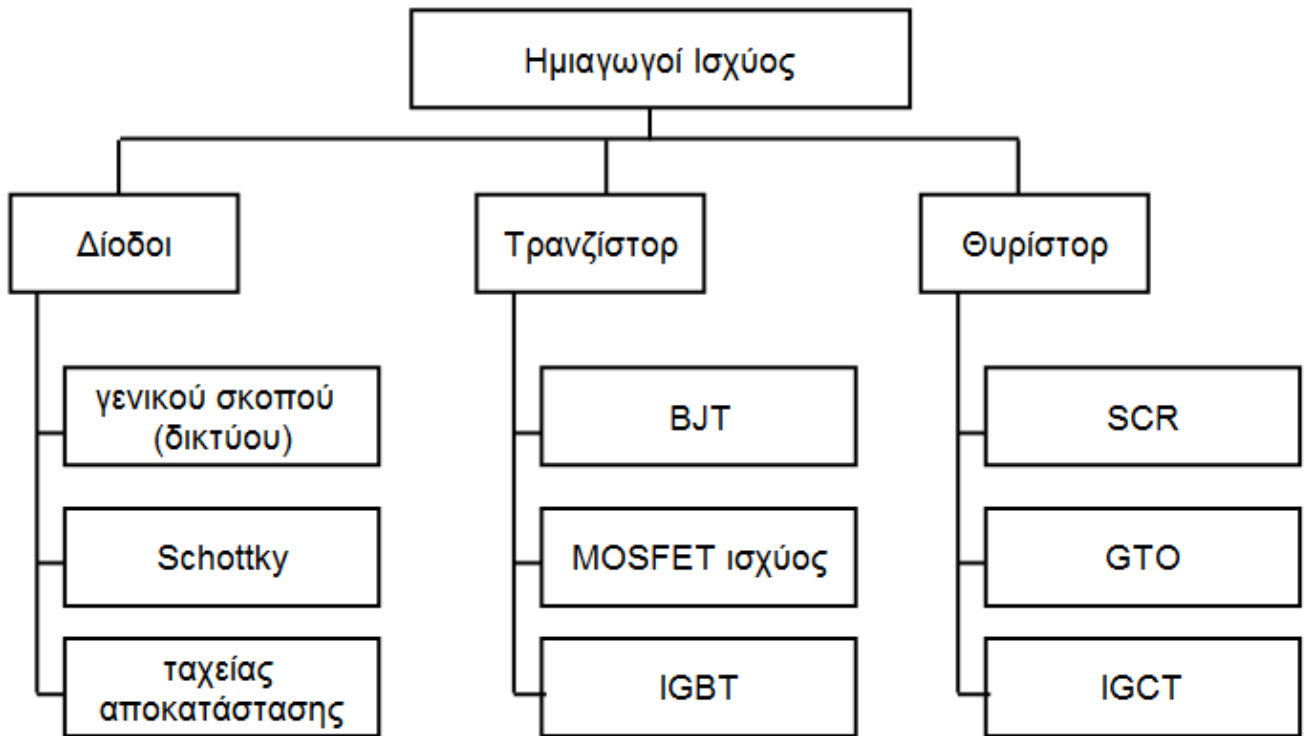 Ημιαγωγοί Ισχύος
Δίοδοι
Τρανζίστορ
Θυρίστορ
γενικού σκοπού
(δικτύου)
BJT
SCR
Schottky
MOSFET ισχύος
GTO
ταχείας
αποκατάστασης
IGBT
IGCT